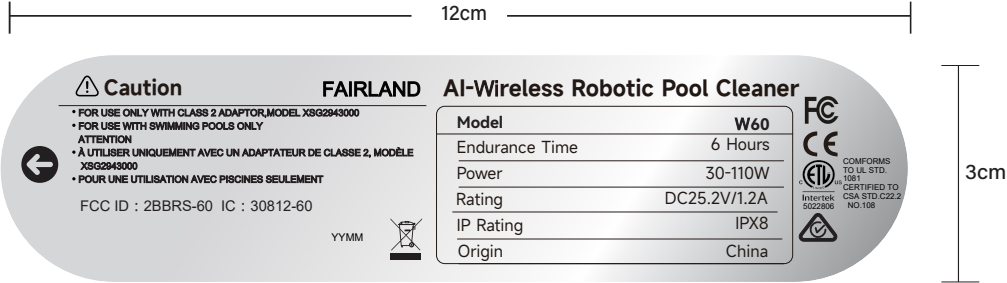 12cm
Caution
FAIRLAND
• FOR USE ONLY WITH CLASS 2 ADAPTOR,MODEL XSG2943000
• FOR USE WITH SWIMMING POOLS ONLY
ATTENTION
• À UTILISER UNIQUEMENT AVEC UN ADAPTATEUR DE CLASSE 2, MODÈLE
XSG2943000
• POUR UNE UTILISATION AVEC PISCINES SEULEMENT
FCC ID : 2BBRS-60 IC : 30812-60
YYMM
AI-Wireless Robotic Pool Cleaner
Model W60
Endurance Time 6 Hours
Power 30-110W
Rating DC25.2V/1.2A
IP Rating IPX8
Origin China
FC
CE
C ETL US
Intertek
5022806
COMFORMS
TO UL STD.
1081
CERTIFIED TO
CSA STD.C22.2
NO.108
3cm